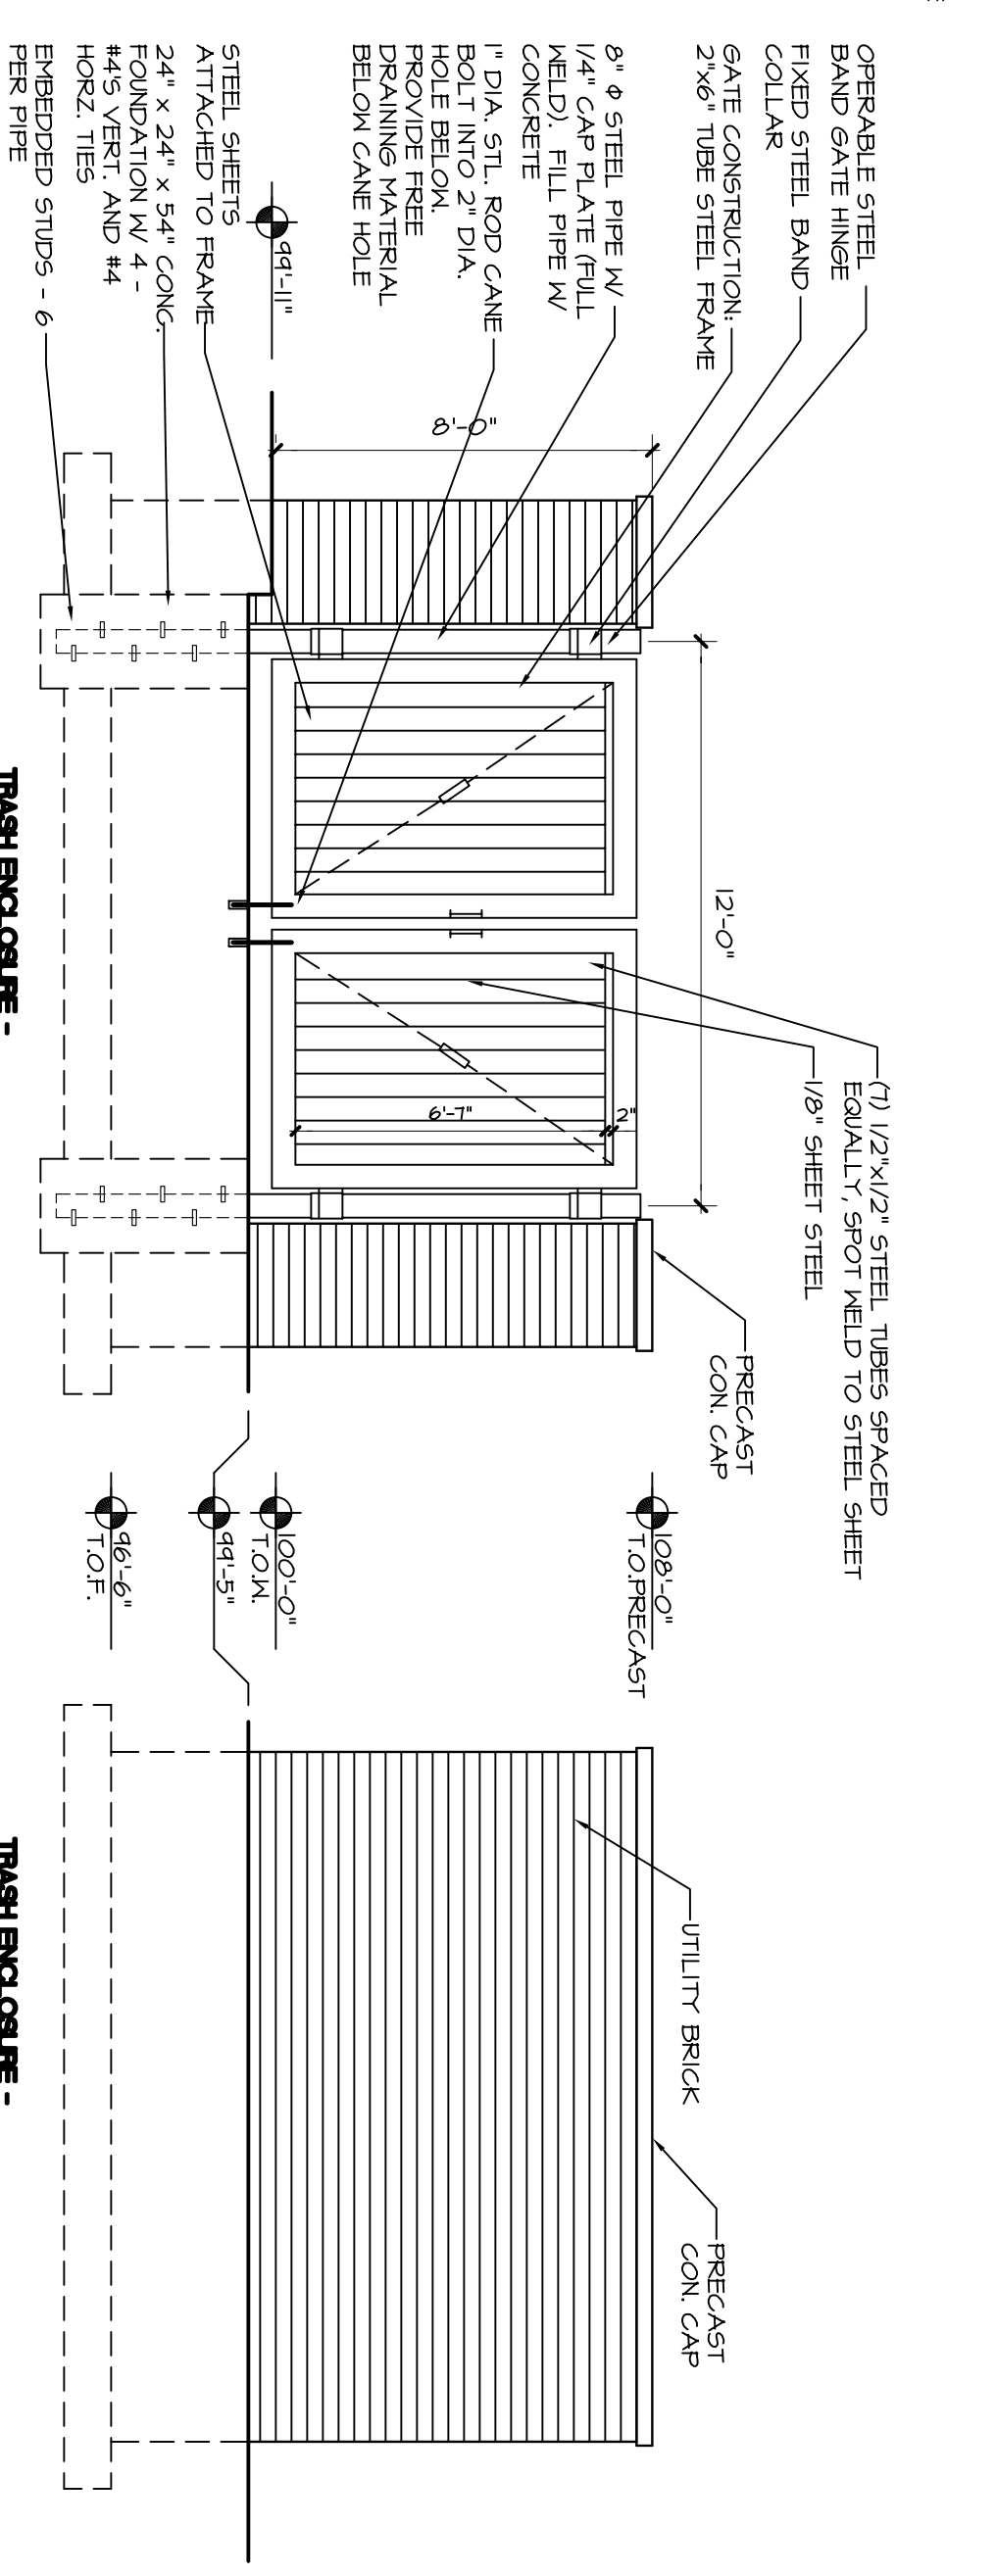 OPERABLE STEEL
BAND GATE HINGE
FIXED STEEL BAND
COLLAR
GATE CONSTRUCTION:
2"x6" TUBE STEEL FRAME
8" Φ STEEL PIPE W/
1/4" CAP PLATE (FULL
WELD). FILL PIPE W/
CONCRETE
1" DIA. STL. ROD CANE
BOLT INTO 2" DIA.
HOLE BELOW.
PROVIDE FREE
DRAINING MATERIAL
BELOW CANE HOLE
STEEL SHEETS
ATTACHED TO FRAME
24" x 24" x 54" CONC.
FOUNDATION W/ 4 -
#4'S VERT. AND #4
HORZ. TIES
EMBEDDED STUDS - 6
PER PIPE
99'-11"
8'-0"
12'-0"
6'-7"
2"
(7) 1/2"x1/2" STEEL TUBES SPACED
EQUALLY, SPOT WELD TO STEEL SHEET
1/8" SHEET STEEL
PRECAST
CON. CAP
108'-0"
T.O.PRECAST
100'-0"
T.O.W.
99'-5"
96'-6"
T.O.F.
UTILITY BRICK
PRECAST
CON. CAP
TRASH ENCLOSURE -
TRASH ENCLOSURE -